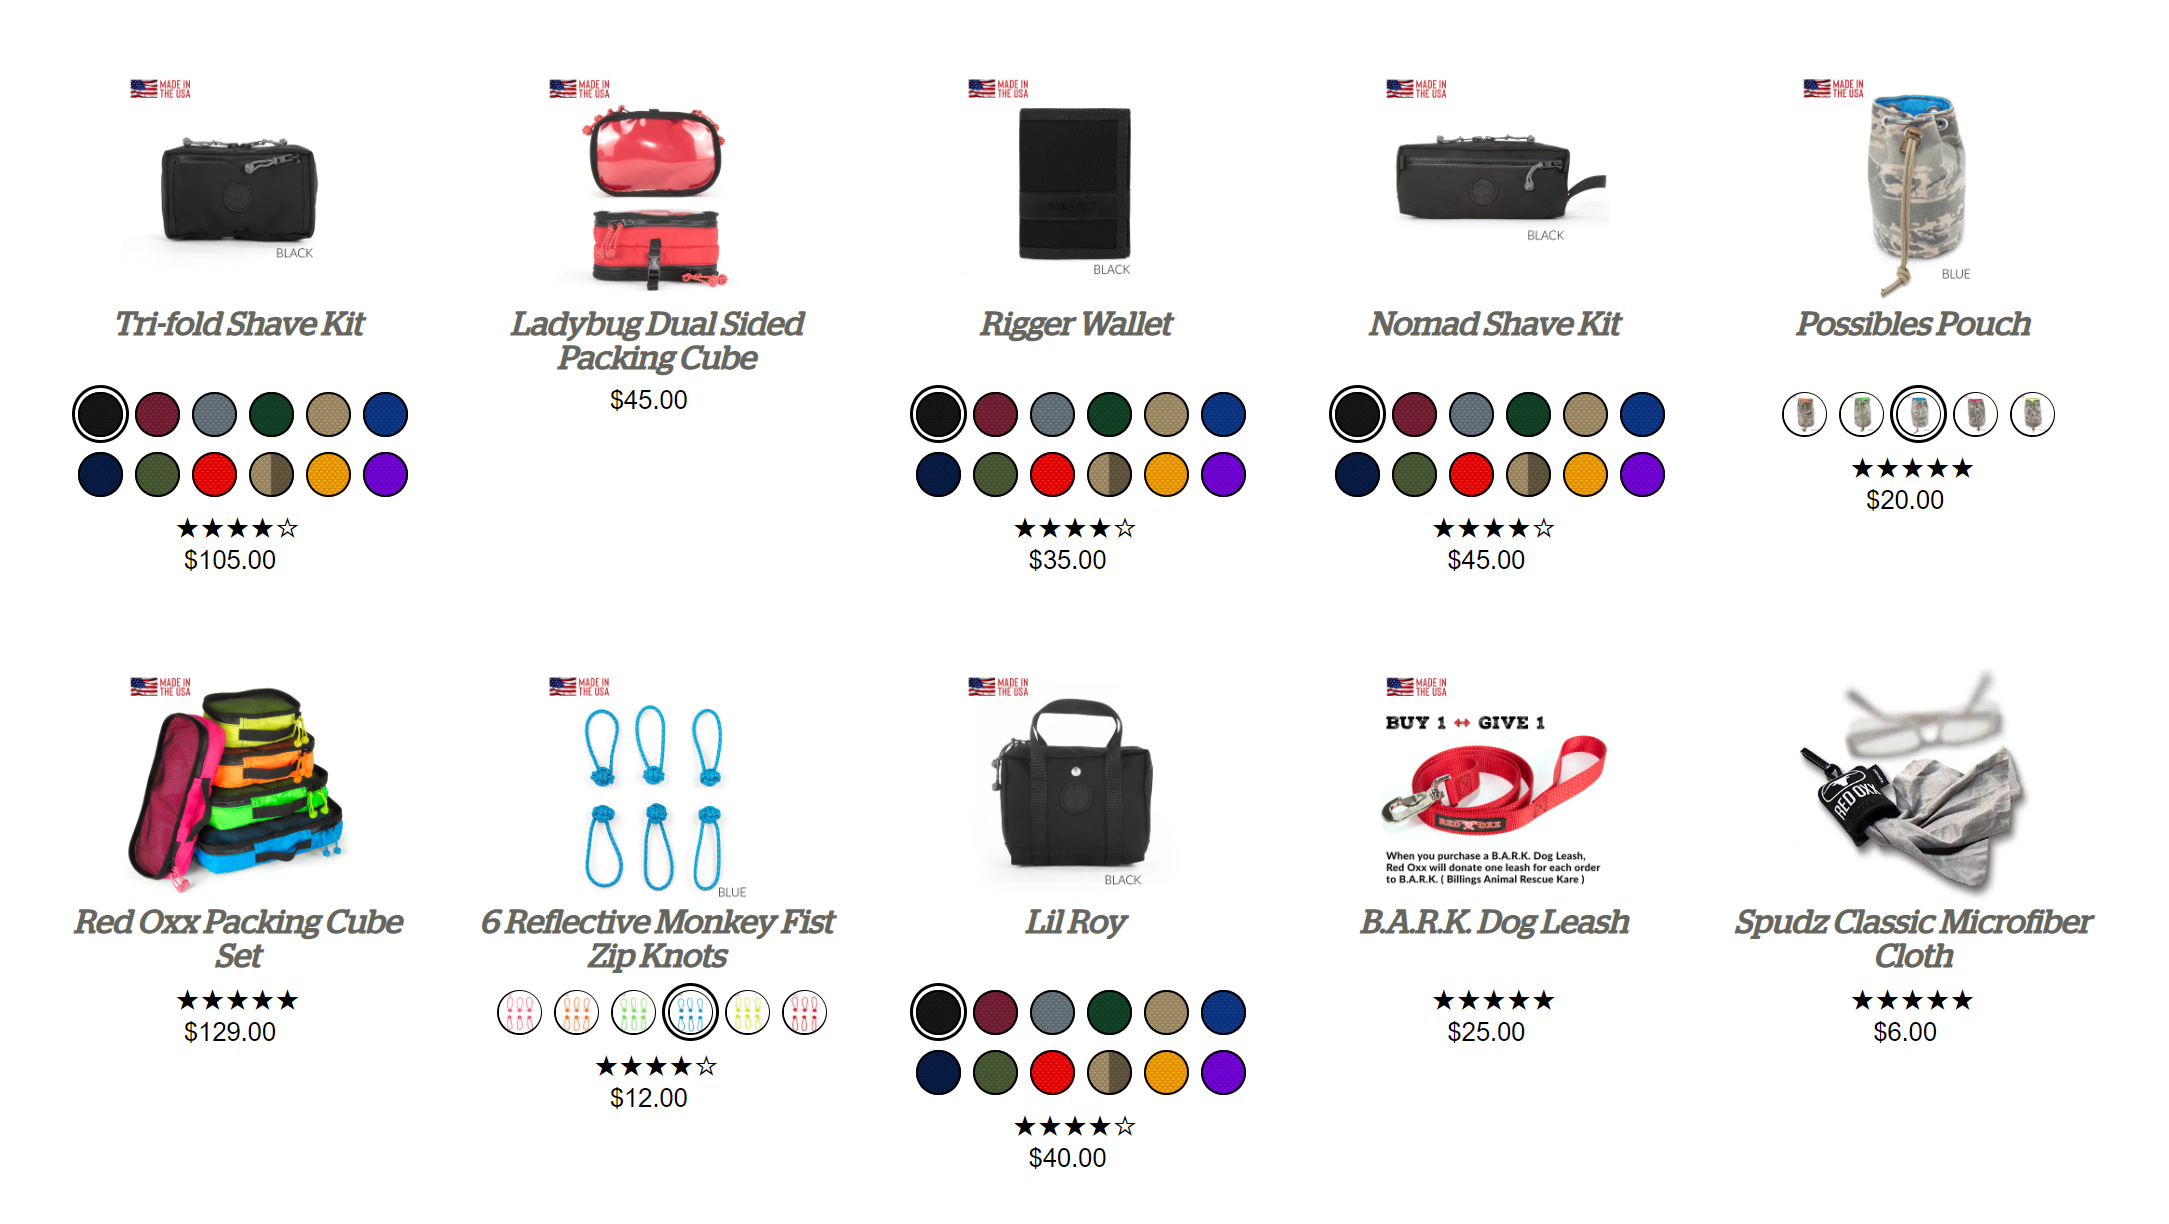 MADE IN
THE USA
BLACK
Tri-fold Shave Kit
★★★★☆
$105.00
MADE IN
THE USA
Ladybug Dual Sided
Packing Cube
$45.00
MADE IN
THE USA
RED OXX
BLACK
Rigger Wallet
★★★★☆
$35.00
MADE IN
THE USA
BLACK
Nomad Shave Kit
★★★★☆
$45.00
MADE IN
THE USA
BLUE
Possibles Pouch
★★★★★
$20.00
MADE IN
THE USA
Red Oxx Packing Cube
Set
★★★★★
$129.00
MADE IN
THE USA
BLUE
6 Reflective Monkey Fist
Zip Knots
★★★★☆
$12.00
MADE IN
THE USA
BLACK
Lil Roy
★★★★☆
$40.00
MADE IN
THE USA
BUY 1 ↔ GIVE 1
RED OXX
When you purchase a B.A.R.K. Dog Leash,
Red Oxx will donate one leash for each order
to B.A.R.K. ( Billings Animal Rescue Kare )
B.A.R.K. Dog Leash
★★★★★
$25.00
RED OXX
Spudz Classic Microfiber
Cloth
★★★★★
$6.00